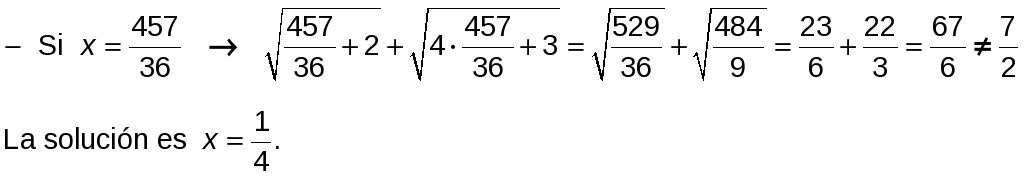 – Si x = 457/36 → √(457/36 + 2) + √(4 · 457/36 + 3) = √(529/36) + √(484/9) = 23/6 + 22/3 = 67/6 ≠ 7/2
La solución es x = 1/4.